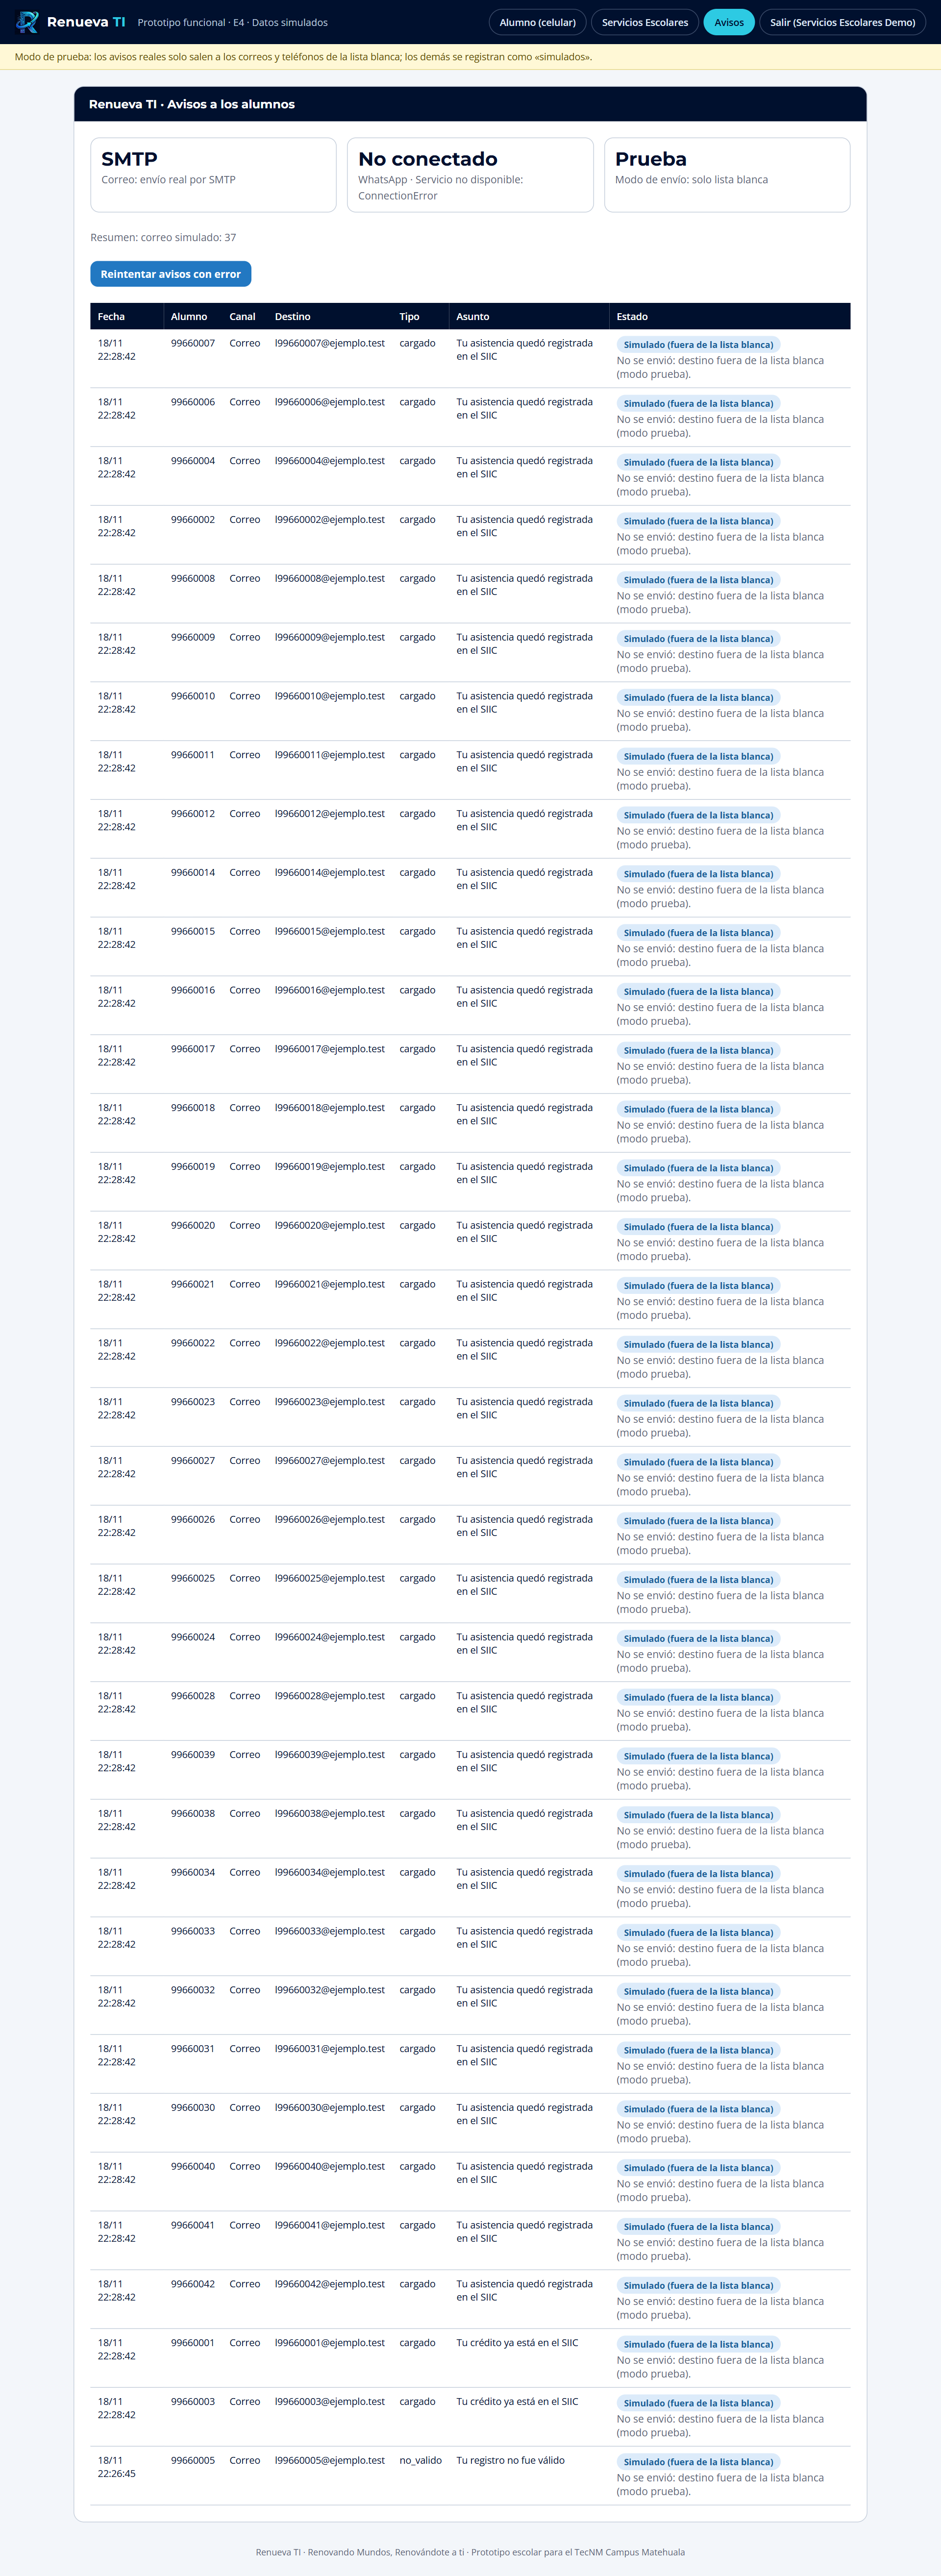 Renueva TI Prototipo funcional · E4 · Datos simulados Alumno (celular) Servicios Escolares Avisos Salir (Servicios Escolares Demo)
Modo de prueba: los avisos reales solo salen a los correos y teléfonos de la lista blanca; los demás se registran como «simulados».
Renueva TI · Avisos a los alumnos
SMTP
Correo: envío real por SMTP
No conectado
WhatsApp · Servicio no disponible:
ConnectionError
Prueba
Modo de envío: solo lista blanca
Resumen: correo simulado: 37
Reintentar avisos con error
Fecha Alumno Canal Destino Tipo Asunto Estado
18/11 99660007 Correo l99660007@ejemplo.test cargado Tu asistencia quedó registrada Simulado (fuera de la lista blanca)
22:28:42 en el SIIC No se envió: destino fuera de la lista blanca
(modo prueba).
18/11 99660006 Correo l99660006@ejemplo.test cargado Tu asistencia quedó registrada Simulado (fuera de la lista blanca)
22:28:42 en el SIIC No se envió: destino fuera de la lista blanca
(modo prueba).
18/11 99660004 Correo l99660004@ejemplo.test cargado Tu asistencia quedó registrada Simulado (fuera de la lista blanca)
22:28:42 en el SIIC No se envió: destino fuera de la lista blanca
(modo prueba).
18/11 99660002 Correo l99660002@ejemplo.test cargado Tu asistencia quedó registrada Simulado (fuera de la lista blanca)
22:28:42 en el SIIC No se envió: destino fuera de la lista blanca
(modo prueba).
18/11 99660008 Correo l99660008@ejemplo.test cargado Tu asistencia quedó registrada Simulado (fuera de la lista blanca)
22:28:42 en el SIIC No se envió: destino fuera de la lista blanca
(modo prueba).
18/11 99660009 Correo l99660009@ejemplo.test cargado Tu asistencia quedó registrada Simulado (fuera de la lista blanca)
22:28:42 en el SIIC No se envió: destino fuera de la lista blanca
(modo prueba).
18/11 99660010 Correo l99660010@ejemplo.test cargado Tu asistencia quedó registrada Simulado (fuera de la lista blanca)
22:28:42 en el SIIC No se envió: destino fuera de la lista blanca
(modo prueba).
18/11 99660011 Correo l99660011@ejemplo.test cargado Tu asistencia quedó registrada Simulado (fuera de la lista blanca)
22:28:42 en el SIIC No se envió: destino fuera de la lista blanca
(modo prueba).
18/11 99660012 Correo l99660012@ejemplo.test cargado Tu asistencia quedó registrada Simulado (fuera de la lista blanca)
22:28:42 en el SIIC No se envió: destino fuera de la lista blanca
(modo prueba).
18/11 99660014 Correo l99660014@ejemplo.test cargado Tu asistencia quedó registrada Simulado (fuera de la lista blanca)
22:28:42 en el SIIC No se envió: destino fuera de la lista blanca
(modo prueba).
18/11 99660015 Correo l99660015@ejemplo.test cargado Tu asistencia quedó registrada Simulado (fuera de la lista blanca)
22:28:42 en el SIIC No se envió: destino fuera de la lista blanca
(modo prueba).
18/11 99660016 Correo l99660016@ejemplo.test cargado Tu asistencia quedó registrada Simulado (fuera de la lista blanca)
22:28:42 en el SIIC No se envió: destino fuera de la lista blanca
(modo prueba).
18/11 99660017 Correo l99660017@ejemplo.test cargado Tu asistencia quedó registrada Simulado (fuera de la lista blanca)
22:28:42 en el SIIC No se envió: destino fuera de la lista blanca
(modo prueba).
18/11 99660018 Correo l99660018@ejemplo.test cargado Tu asistencia quedó registrada Simulado (fuera de la lista blanca)
22:28:42 en el SIIC No se envió: destino fuera de la lista blanca
(modo prueba).
18/11 99660019 Correo l99660019@ejemplo.test cargado Tu asistencia quedó registrada Simulado (fuera de la lista blanca)
22:28:42 en el SIIC No se envió: destino fuera de la lista blanca
(modo prueba).
18/11 99660020 Correo l99660020@ejemplo.test cargado Tu asistencia quedó registrada Simulado (fuera de la lista blanca)
22:28:42 en el SIIC No se envió: destino fuera de la lista blanca
(modo prueba).
18/11 99660021 Correo l99660021@ejemplo.test cargado Tu asistencia quedó registrada Simulado (fuera de la lista blanca)
22:28:42 en el SIIC No se envió: destino fuera de la lista blanca
(modo prueba).
18/11 99660022 Correo l99660022@ejemplo.test cargado Tu asistencia quedó registrada Simulado (fuera de la lista blanca)
22:28:42 en el SIIC No se envió: destino fuera de la lista blanca
(modo prueba).
18/11 99660023 Correo l99660023@ejemplo.test cargado Tu asistencia quedó registrada Simulado (fuera de la lista blanca)
22:28:42 en el SIIC No se envió: destino fuera de la lista blanca
(modo prueba).
18/11 99660027 Correo l99660027@ejemplo.test cargado Tu asistencia quedó registrada Simulado (fuera de la lista blanca)
22:28:42 en el SIIC No se envió: destino fuera de la lista blanca
(modo prueba).
18/11 99660026 Correo l99660026@ejemplo.test cargado Tu asistencia quedó registrada Simulado (fuera de la lista blanca)
22:28:42 en el SIIC No se envió: destino fuera de la lista blanca
(modo prueba).
18/11 99660025 Correo l99660025@ejemplo.test cargado Tu asistencia quedó registrada Simulado (fuera de la lista blanca)
22:28:42 en el SIIC No se envió: destino fuera de la lista blanca
(modo prueba).
18/11 99660024 Correo l99660024@ejemplo.test cargado Tu asistencia quedó registrada Simulado (fuera de la lista blanca)
22:28:42 en el SIIC No se envió: destino fuera de la lista blanca
(modo prueba).
18/11 99660028 Correo l99660028@ejemplo.test cargado Tu asistencia quedó registrada Simulado (fuera de la lista blanca)
22:28:42 en el SIIC No se envió: destino fuera de la lista blanca
(modo prueba).
18/11 99660039 Correo l99660039@ejemplo.test cargado Tu asistencia quedó registrada Simulado (fuera de la lista blanca)
22:28:42 en el SIIC No se envió: destino fuera de la lista blanca
(modo prueba).
18/11 99660038 Correo l99660038@ejemplo.test cargado Tu asistencia quedó registrada Simulado (fuera de la lista blanca)
22:28:42 en el SIIC No se envió: destino fuera de la lista blanca
(modo prueba).
18/11 99660034 Correo l99660034@ejemplo.test cargado Tu asistencia quedó registrada Simulado (fuera de la lista blanca)
22:28:42 en el SIIC No se envió: destino fuera de la lista blanca
(modo prueba).
18/11 99660033 Correo l99660033@ejemplo.test cargado Tu asistencia quedó registrada Simulado (fuera de la lista blanca)
22:28:42 en el SIIC No se envió: destino fuera de la lista blanca
(modo prueba).
18/11 99660032 Correo l99660032@ejemplo.test cargado Tu asistencia quedó registrada Simulado (fuera de la lista blanca)
22:28:42 en el SIIC No se envió: destino fuera de la lista blanca
(modo prueba).
18/11 99660031 Correo l99660031@ejemplo.test cargado Tu asistencia quedó registrada Simulado (fuera de la lista blanca)
22:28:42 en el SIIC No se envió: destino fuera de la lista blanca
(modo prueba).
18/11 99660030 Correo l99660030@ejemplo.test cargado Tu asistencia quedó registrada Simulado (fuera de la lista blanca)
22:28:42 en el SIIC No se envió: destino fuera de la lista blanca
(modo prueba).
18/11 99660040 Correo l99660040@ejemplo.test cargado Tu asistencia quedó registrada Simulado (fuera de la lista blanca)
22:28:42 en el SIIC No se envió: destino fuera de la lista blanca
(modo prueba).
18/11 99660041 Correo l99660041@ejemplo.test cargado Tu asistencia quedó registrada Simulado (fuera de la lista blanca)
22:28:42 en el SIIC No se envió: destino fuera de la lista blanca
(modo prueba).
18/11 99660042 Correo l99660042@ejemplo.test cargado Tu asistencia quedó registrada Simulado (fuera de la lista blanca)
22:28:42 en el SIIC No se envió: destino fuera de la lista blanca
(modo prueba).
18/11 99660001 Correo l99660001@ejemplo.test cargado Tu crédito ya está en el SIIC Simulado (fuera de la lista blanca)
22:28:42 No se envió: destino fuera de la lista blanca
(modo prueba).
18/11 99660003 Correo l99660003@ejemplo.test cargado Tu crédito ya está en el SIIC Simulado (fuera de la lista blanca)
22:28:42 No se envió: destino fuera de la lista blanca
(modo prueba).
18/11 99660005 Correo l99660005@ejemplo.test no_valido Tu registro no fue válido Simulado (fuera de la lista blanca)
22:26:45 No se envió: destino fuera de la lista blanca
(modo prueba).
Renueva TI · Renovando Mundos, Renovándote a ti · Prototipo escolar para el TecNM Campus Matehuala